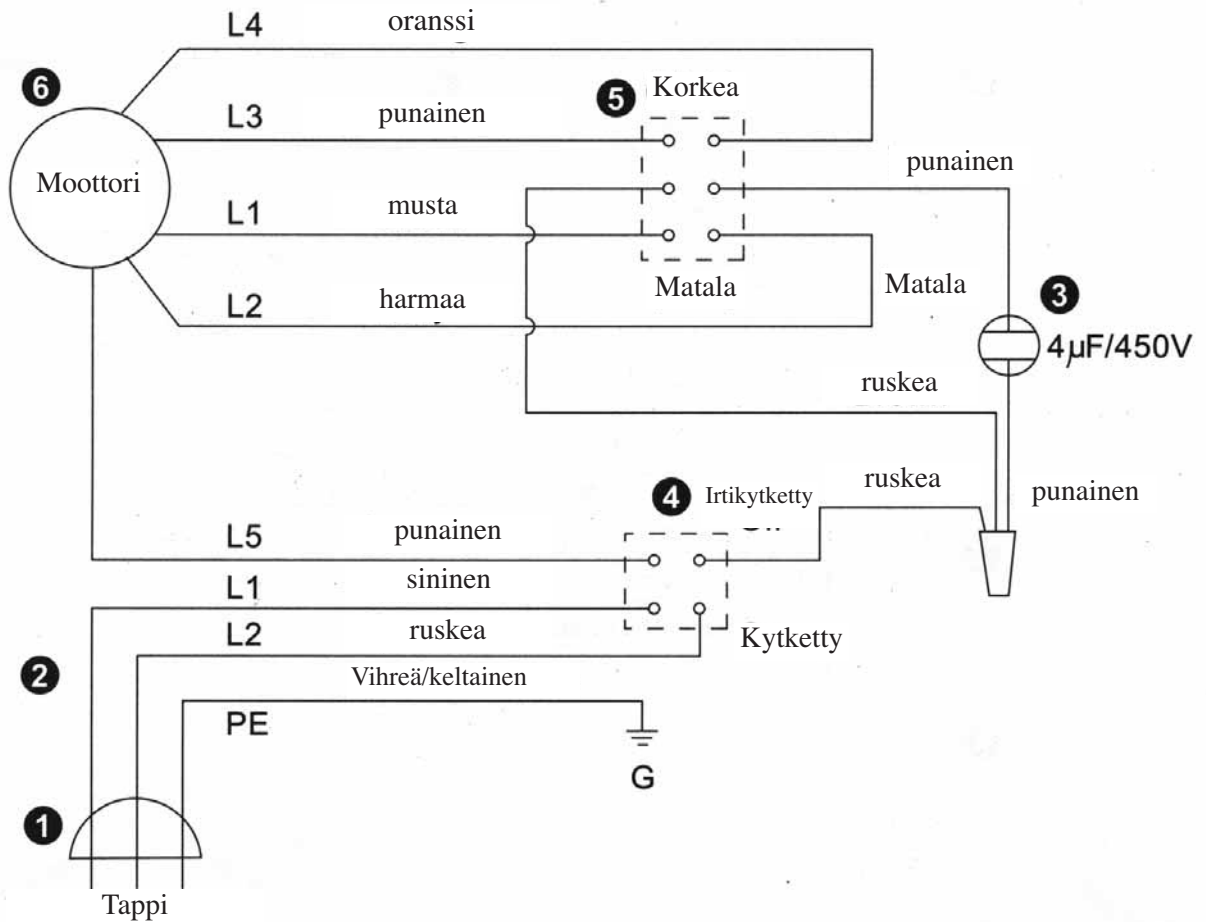 L4 oranssi
6
5 Korkea
L3 punainen
punainen
Moottori
L1 musta
Matala
Matala
3
L2 harmaa
4µF/450V
ruskea
ruskea
4 Irtikytketty
punainen
L5 punainen
L1 sininen
L2 ruskea
Kytketty
2
Vihreä/keltainen
PE
G
1
Tappi